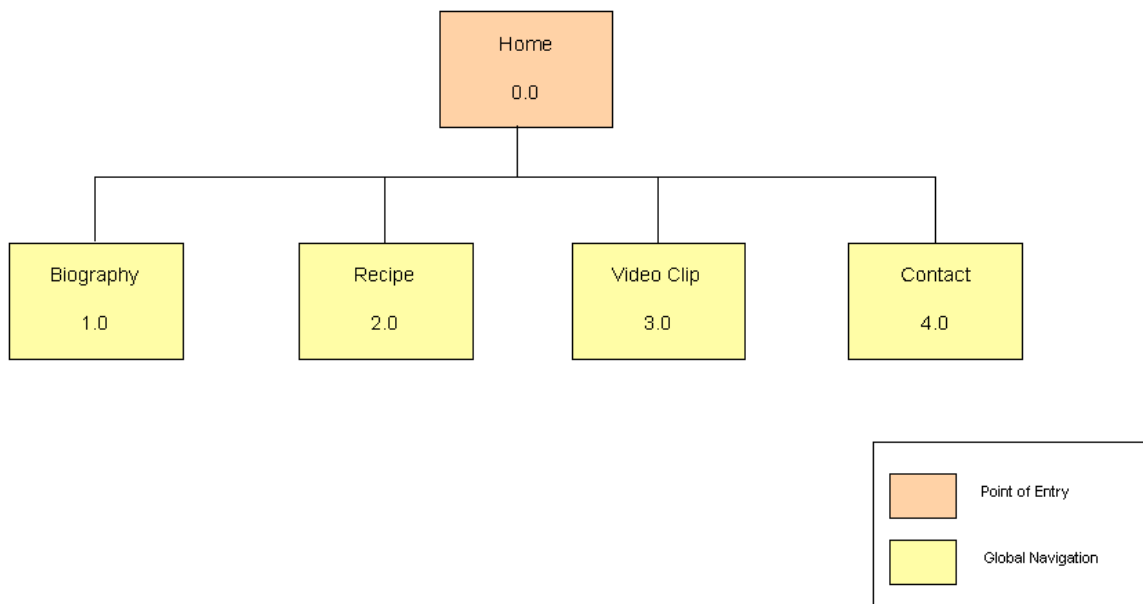 Home
0.0
Biography
1.0
Recipe
2.0
Video Clip
3.0
Contact
4.0
Point of Entry
Global Navigation